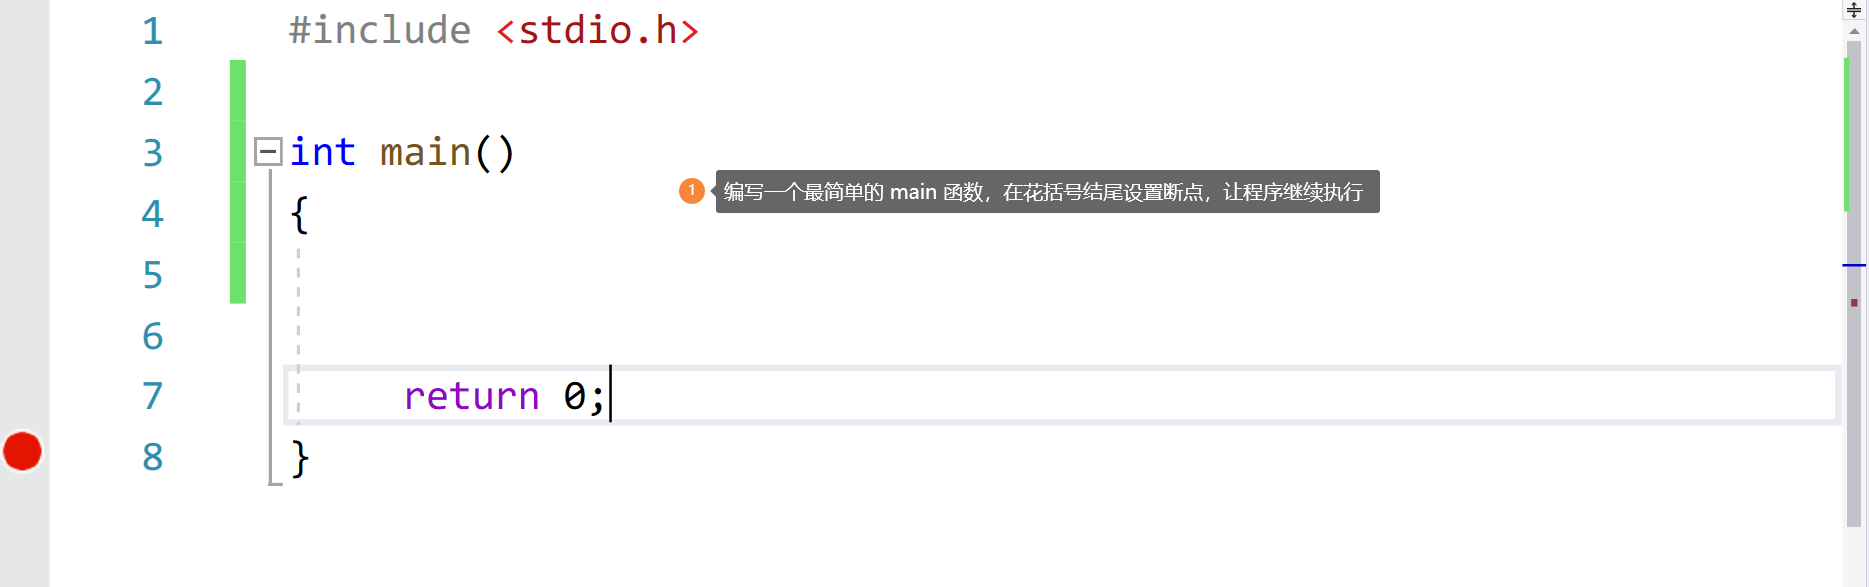 1 #include <stdio.h>
2
3 int main()
1 编写一个最简单的 main 函数，在花括号结尾设置断点，让程序继续执行
4 {
5
6
7 return 0;
8 }